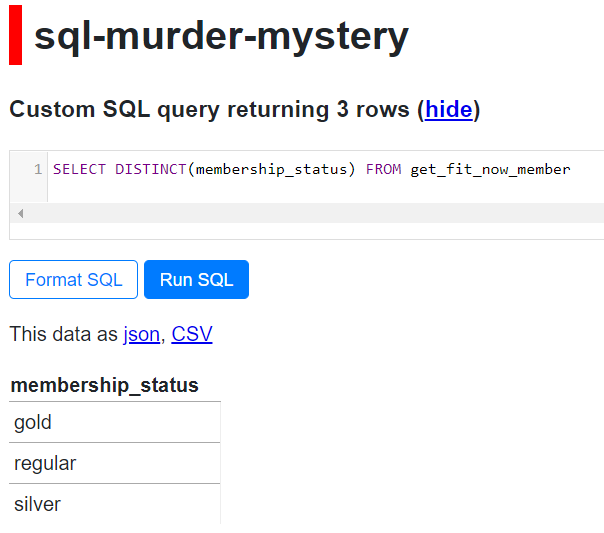 sql-murder-mystery
Custom SQL query returning 3 rows (hide)
1 SELECT DISTINCT(membership_status) FROM get_fit_now_member
Format SQL Run SQL
This data as json, CSV
membership_status
gold
regular
silver